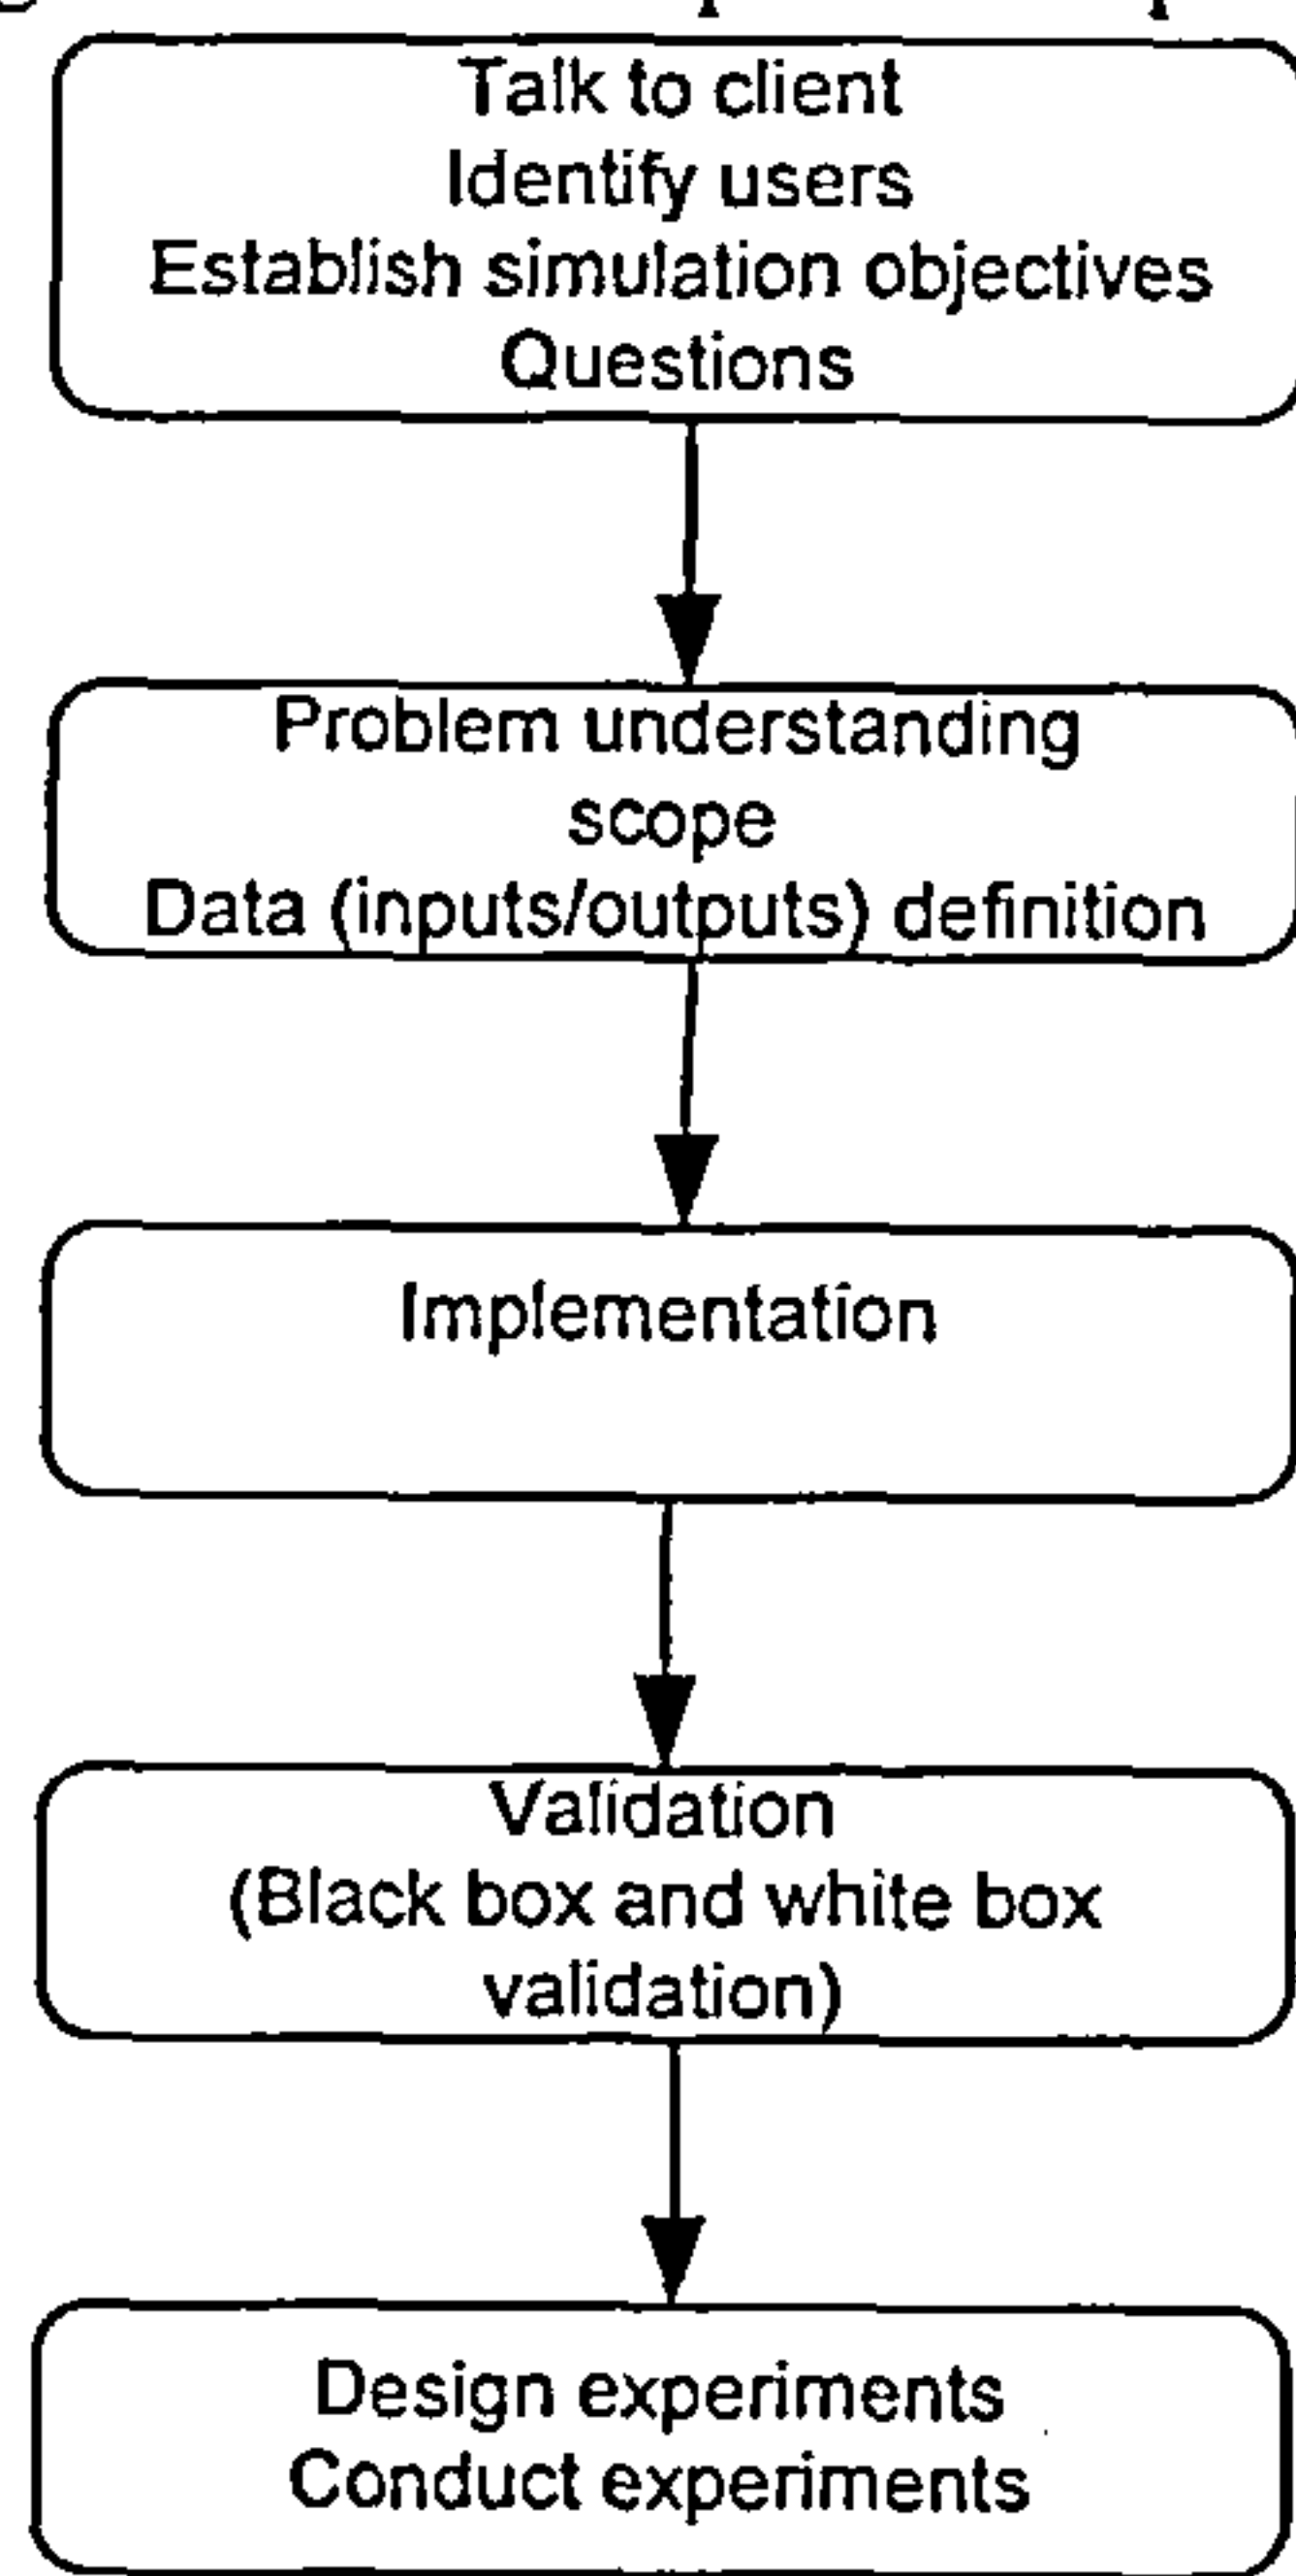 Talk to client
Identify users
Establish simulation objectives
Questions
Problem understanding
scope
Data (inputs/outputs) definition
Implementation
Validation
(Black box and white box
validation)
Design experiments
Conduct experiments